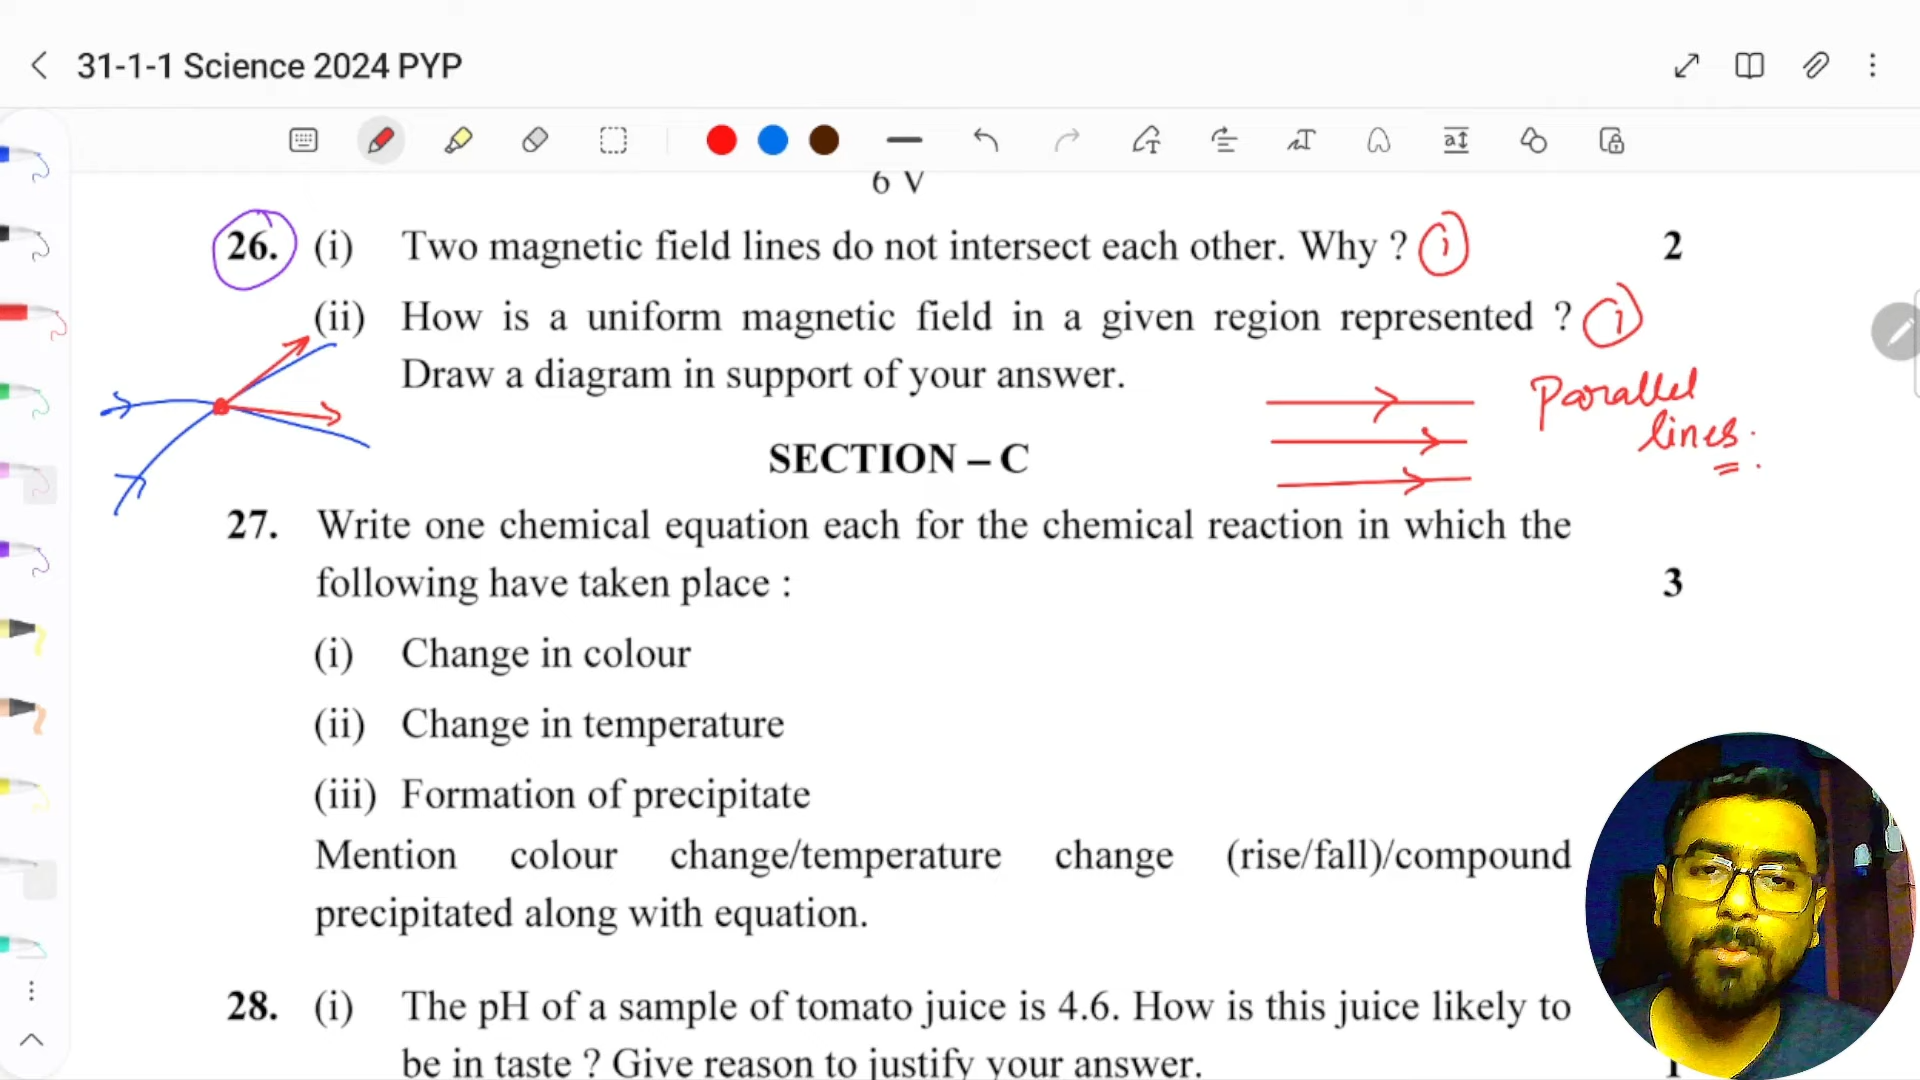 31-1-1 Science 2024 PYP
6 V
26. (i) Two magnetic field lines do not intersect each other. Why ? 1 2
(ii) How is a uniform magnetic field in a given region represented ? 1
Draw a diagram in support of your answer.
Parallel
lines.
SECTION – C
27. Write one chemical equation each for the chemical reaction in which the
following have taken place : 3
(i) Change in colour
(ii) Change in temperature
(iii) Formation of precipitate
Mention colour change/temperature change (rise/fall)/compound
precipitated along with equation.
28. (i) The pH of a sample of tomato juice is 4.6. How is this juice likely to
be in taste ? Give reason to justify your answer. 1